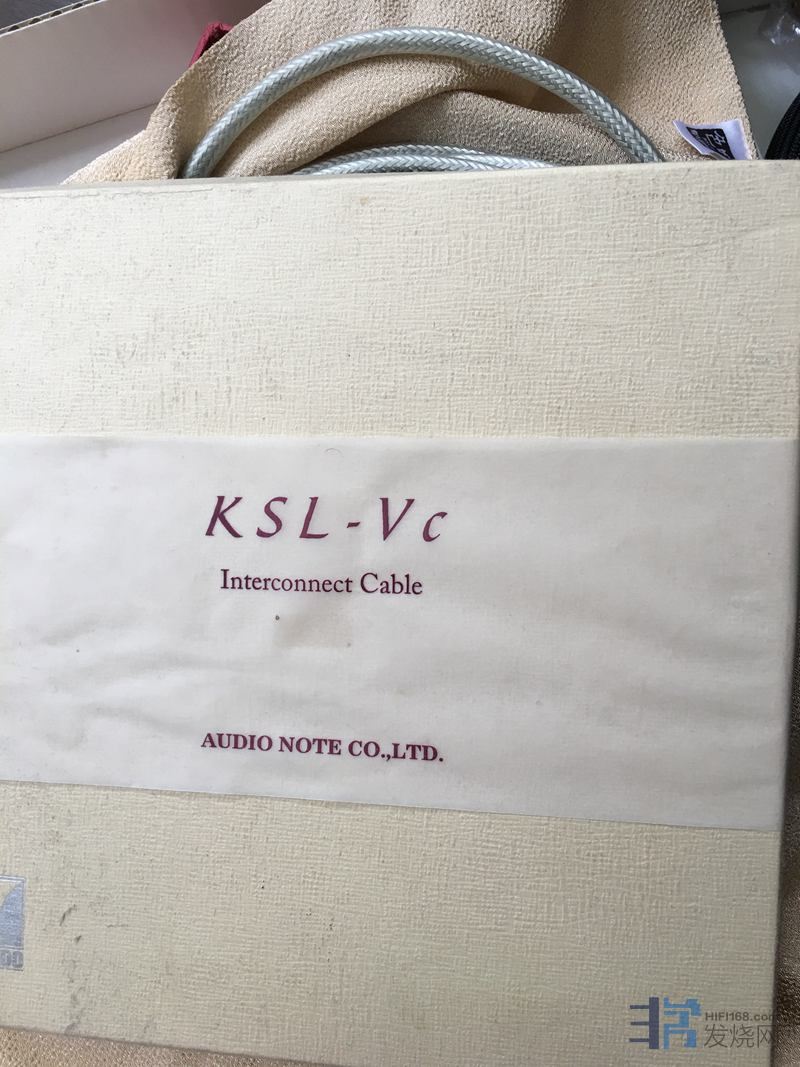 KSL-Vc
Interconnect Cable
AUDIO NOTE CO.,LTD.
HIFI168.com
发烧网